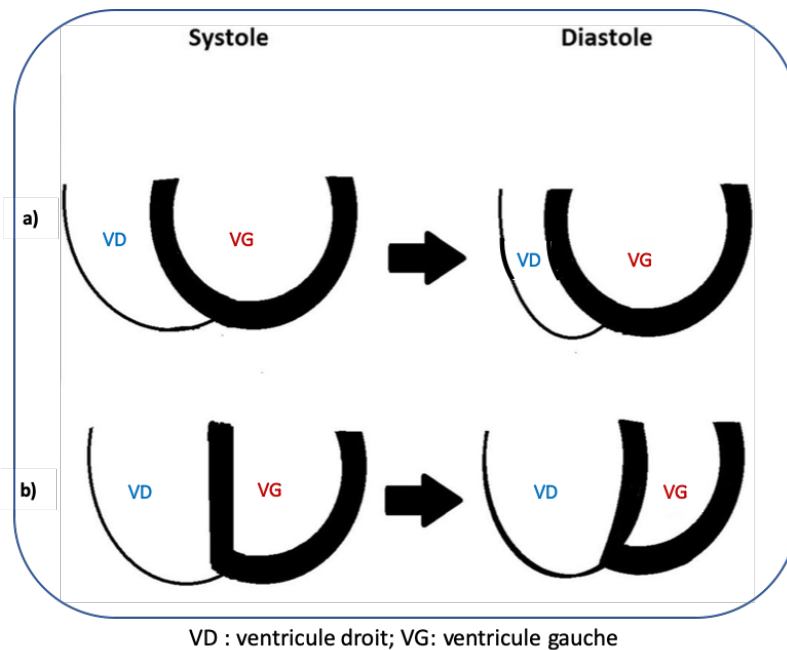 Systole Diastole
a) VD VG VD VG
b) VD VG VD VG
VD : ventricule droit; VG: ventricule gauche